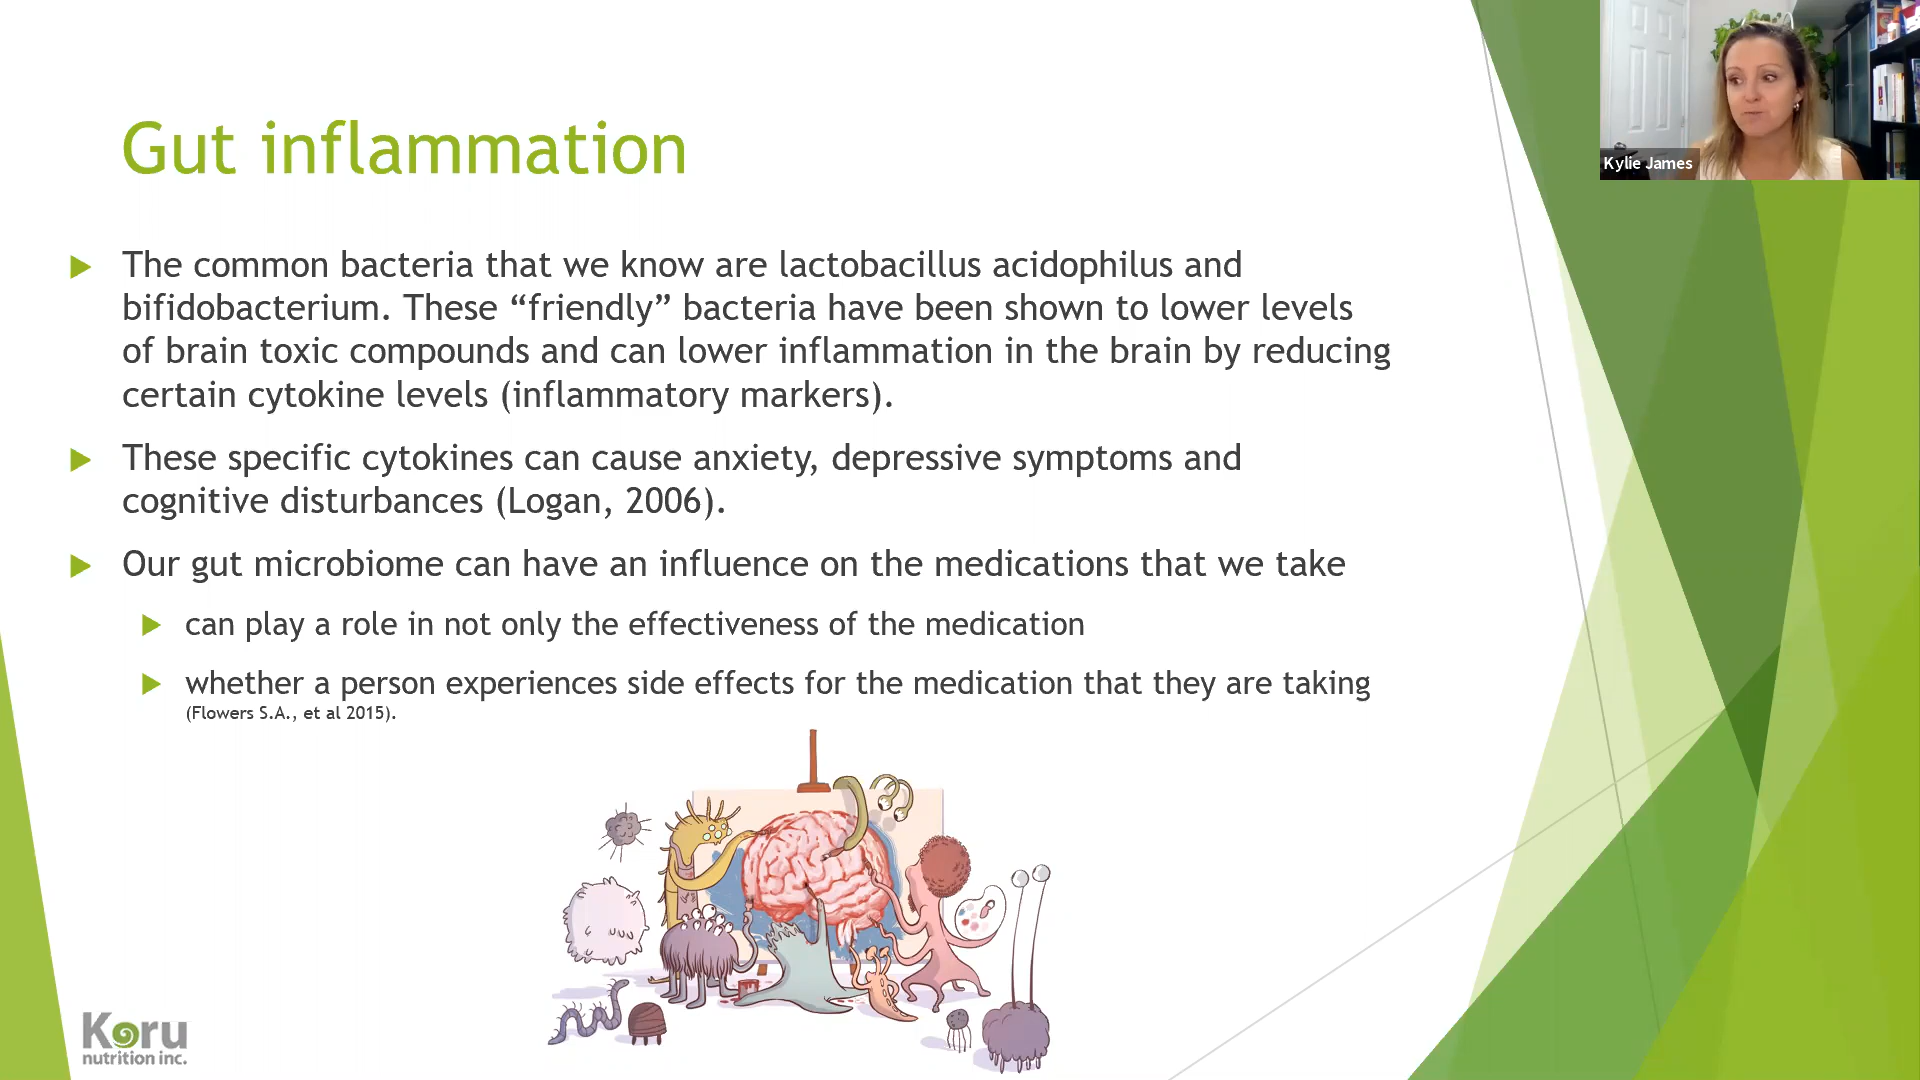 Gut inflammation
The common bacteria that we know are lactobacillus acidophilus and
bifidobacterium. These “friendly” bacteria have been shown to lower levels
of brain toxic compounds and can lower inflammation in the brain by reducing
certain cytokine levels (inflammatory markers).
These specific cytokines can cause anxiety, depressive symptoms and
cognitive disturbances (Logan, 2006).
Our gut microbiome can have an influence on the medications that we take
can play a role in not only the effectiveness of the medication
whether a person experiences side effects for the medication that they are taking
(Flowers S.A., et al 2015).
Kylie James
Koru
nutrition inc.